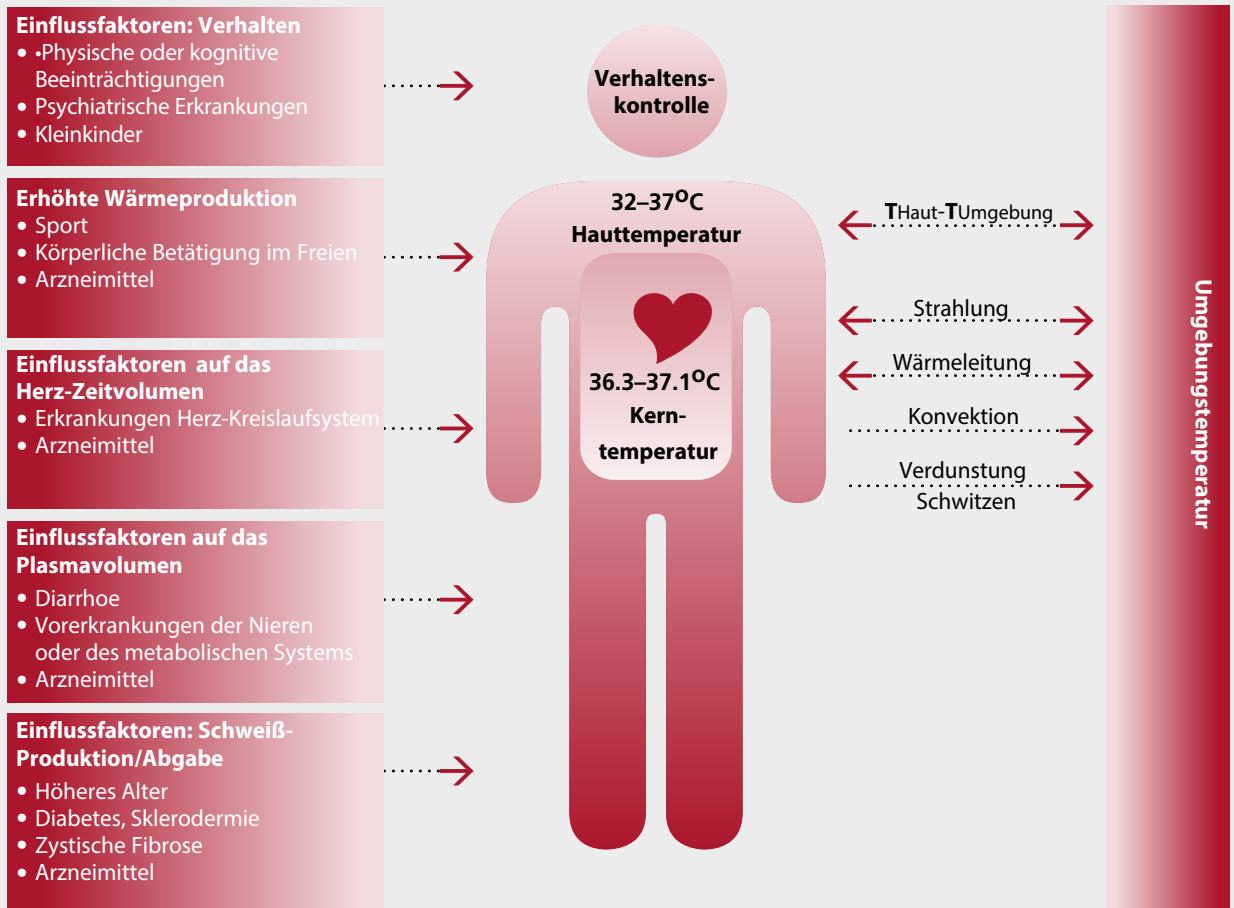 Einflussfaktoren: Verhalten
• •Physische oder kognitive
Beeinträchtigungen
• Psychiatrische Erkrankungen
• Kleinkinder
Erhöhte Wärmeproduktion
• Sport
• Körperliche Betätigung im Freien
• Arzneimittel
Einflussfaktoren auf das
Herz-Zeitvolumen
• Erkrankungen Herz-Kreislaufsystem
• Arzneimittel
Einflussfaktoren auf das
Plasmavolumen
• Diarrhoe
• Vorerkrankungen der Nieren
oder des metabolischen Systems
• Arzneimittel
Einflussfaktoren: Schweiß-
Produktion/Abgabe
• Höheres Alter
• Diabetes, Sklerodermie
• Zystische Fibrose
• Arzneimittel
Verhaltens-
kontrolle
32–37°C
Hauttemperatur
36.3–37.1°C
Kern-
temperatur
THaut-TUmgebung
Strahlung
Wärmeleitung
Konvektion
Verdunstung
Schwitzen
Umgebungstemperatur